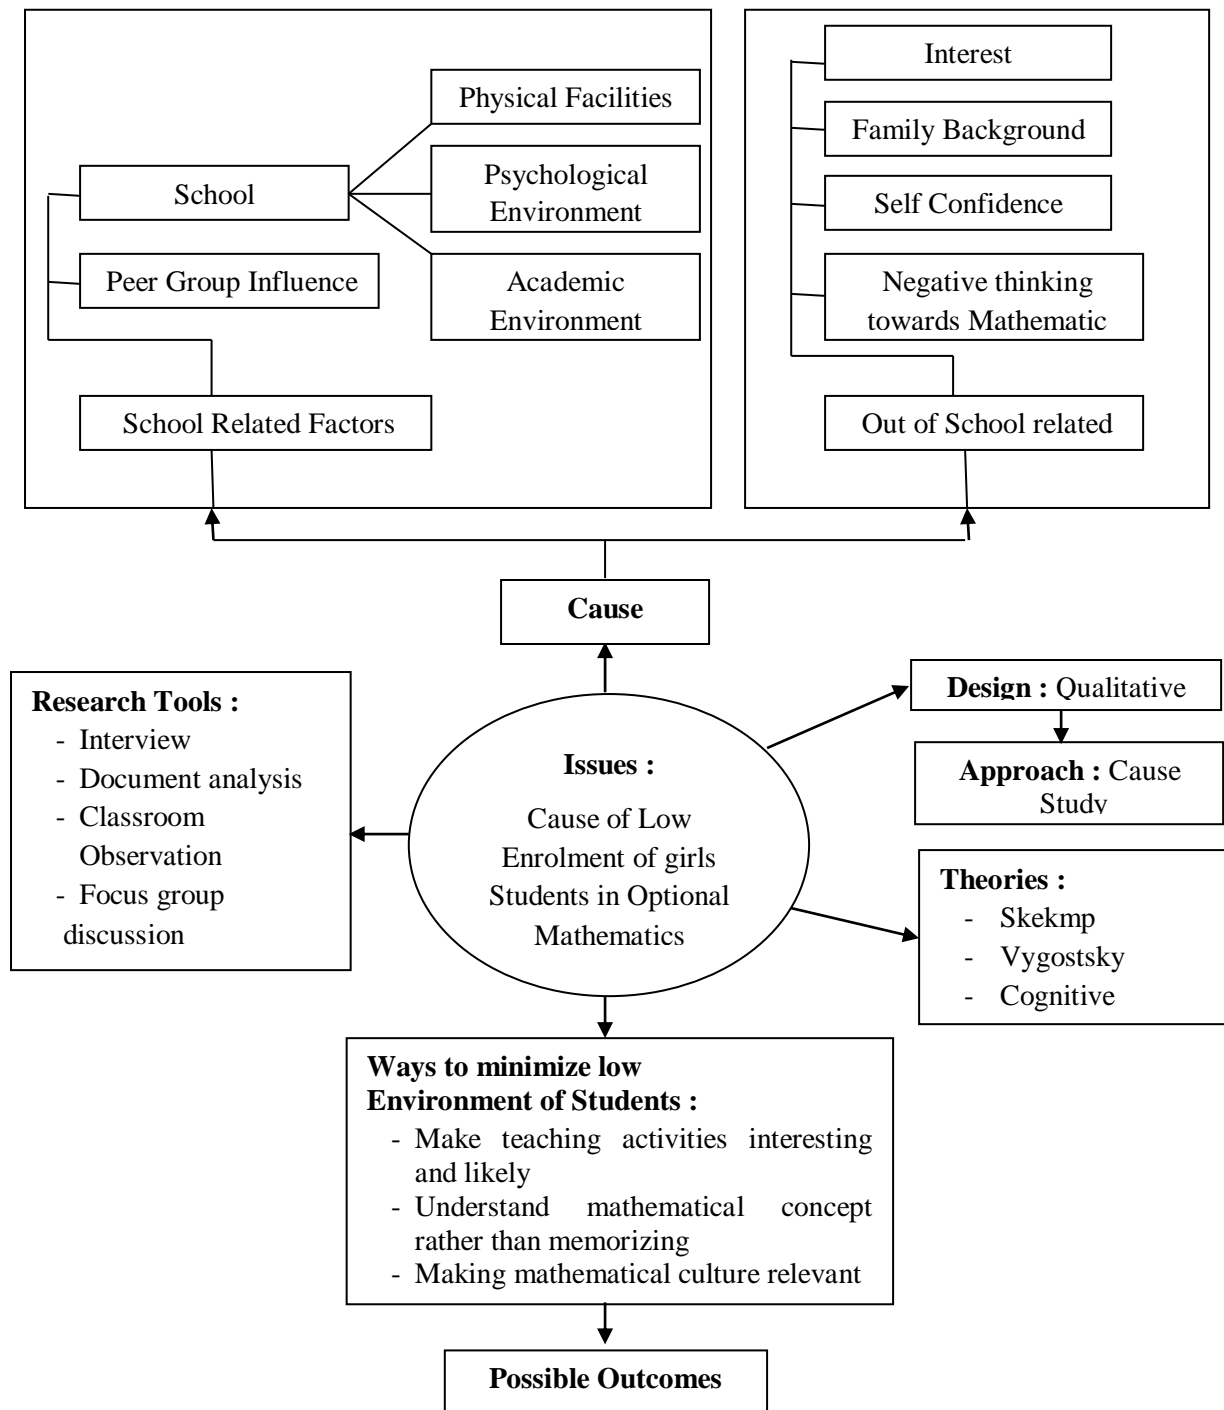 Interest
Physical Facilities
Family Background
School
Psychological
Environment
Self Confidence
Peer Group Influence
Academic
Environment
Negative thinking
towards Mathematic
School Related Factors
Out of School related
Cause
Research Tools :
- Interview
- Document analysis
- Classroom
Observation
- Focus group
discussion
Issues :
Cause of Low
Enrolment of girls
Students in Optional
Mathematics
Design : Qualitative
Approach : Cause
Study
Theories :
- Skekmp
- Vygostsky
- Cognitive
Ways to minimize low
Environment of Students :
- Make teaching activities interesting
and likely
- Understand mathematical concept
rather than memorizing
- Making mathematical culture relevant
Possible Outcomes